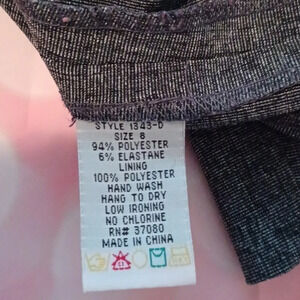 STYLE 1343-D
SIZE 8
94% POLYESTER
6% ELASTANE
LINING
100% POLYESTER
HAND WASH
HANG TO DRY
LOW IRONING
NO CHLORINE
RN# 37080
MADE IN CHINA